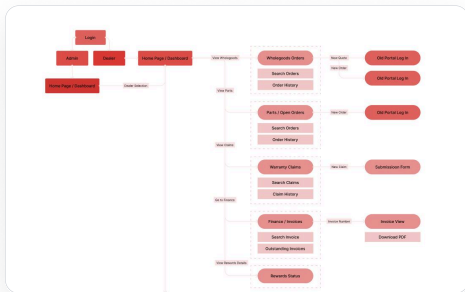 Login
Admin
Dealer
Home Page / Dashboard
Home Page / Dashboard
Dealer Selection
View Wholegoods
Wholegoods Orders
Search Orders
Order History
View Quote
View Order
Old Portal Log In
Old Portal Log In
View Parts
Parts / Open Orders
Search Orders
Order History
View Order
Old Portal Log In
View Claims
Warranty Claims
Search Claims
Claim History
New Claim
Submission Form
Go to Finance
Finance / Invoices
Search Invoice
Outstanding Invoices
Invoice Number
Invoice View
Download PDF
View Rewards Details
Rewards Status